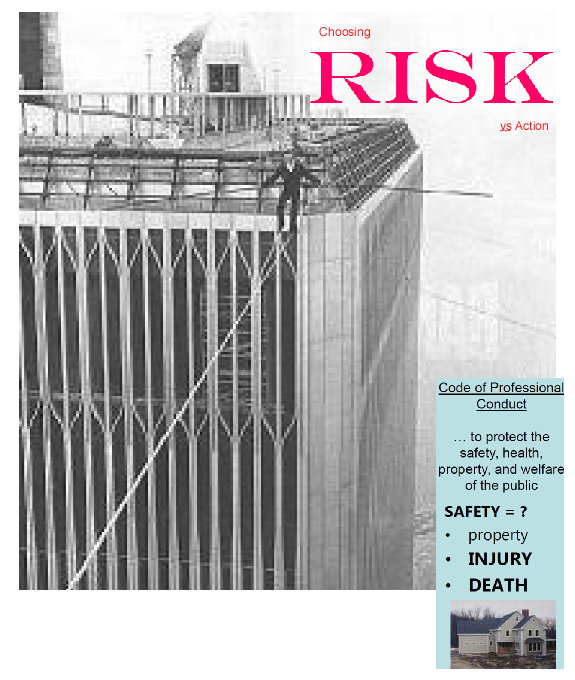 Choosing
RISK
vs Action
Code of Professional
Conduct
… to protect the
safety, health,
property, and welfare
of the public
SAFETY = ?
• property
• INJURY
• DEATH